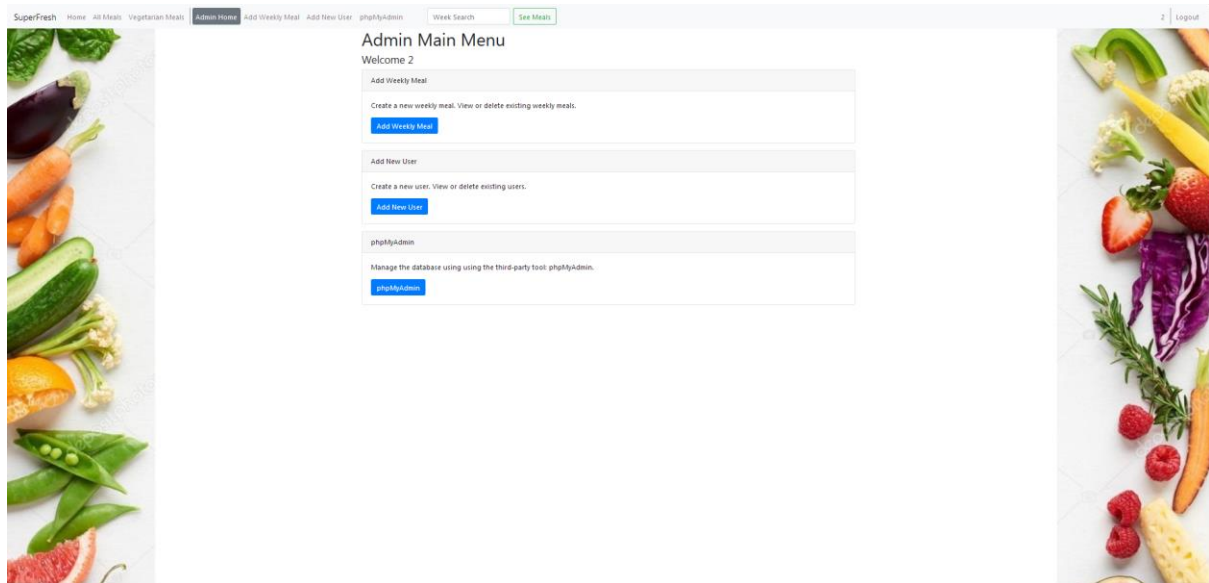 SuperFresh Home All Meals Vegetarian Meals Admin Home Add Weekly Meal Add New User phpMyAdmin Week Search See Meals 2 Logout
Admin Main Menu
Welcome 2
Add Weekly Meal
Create a new weekly meal. View or delete existing weekly meals.
Add Weekly Meal
Add New User
Create a new user. View or delete existing users.
Add New User
phpMyAdmin
Manage the database using using the third-party tool: phpMyAdmin.
phpMyAdmin